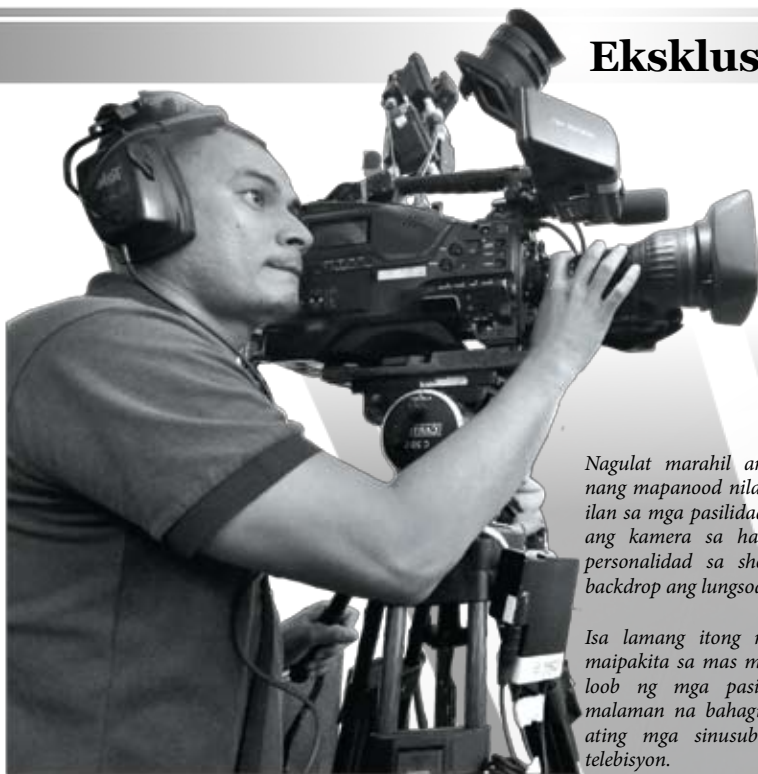 Eksklus
Nagulat marahil an
nang mapanood nila
ilan sa mga pasilidad
ang kamera sa ha
personalidad sa sho
backdrop ang lungsod
Isa lamang itong m
maipakita sa mas m
loob ng mga pasi
malaman na bahagi
ating mga sinusub
telebisyon.